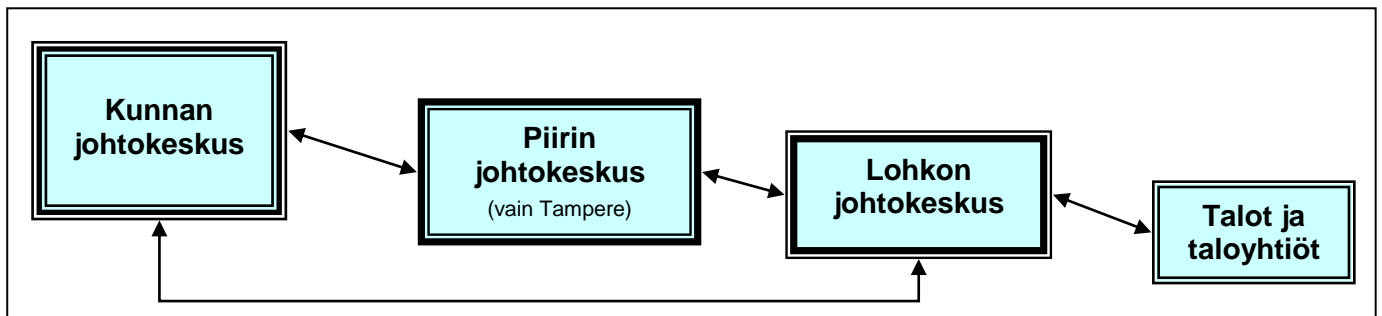 Kunnan
johtokeskus
Piirin
johtokeskus
(vain Tampere)
Lohkon
johtokeskus
Talot ja
taloyhtiöt